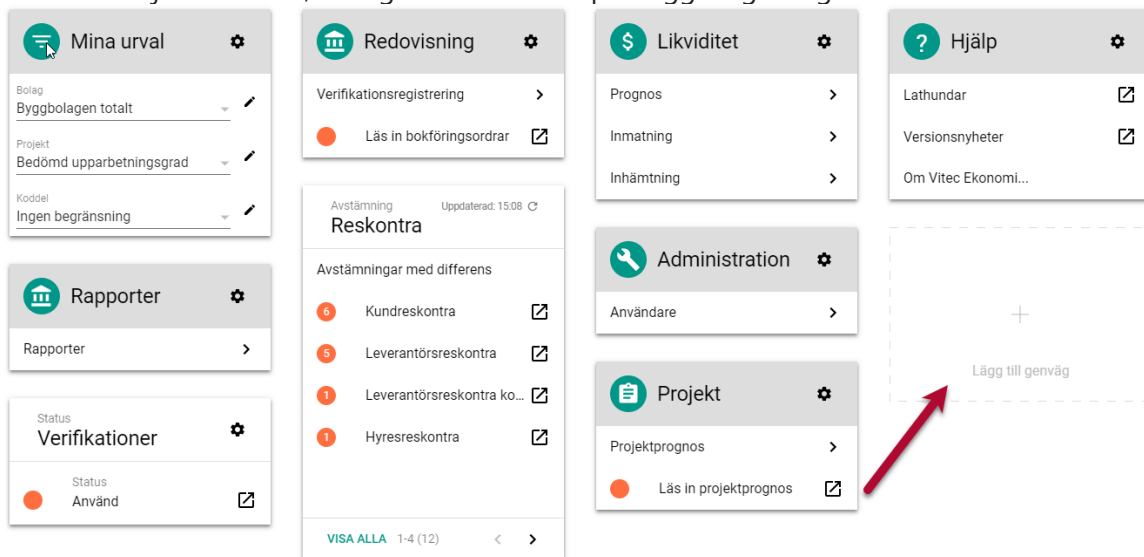 Mina urval
Bolag
Byggbolagen totalt
Projekt
Bedömd upparbetningsgrad
Koddel
Ingen begränsning
Rapporter
Rapporter
Status
Verifikationer
Status
Använd
Redovisning
Verifikationsregistrering
Läs in bokföringsordrar
Avstämning
Uppdaterad: 15:08
Reskontra
Avstämningar med differens
6 Kundreskontra
5 Leverantörsreskontra
1 Leverantörsreskontra ko...
1 Hyresreskontra
VISA ALLA 1-4 (12)
$ Likviditet
Prognos
Inmatning
Inhämtning
Administration
Användare
Projekt
Projektprognos
Läs in projektprognos
? Hjälp
Lathundar
Versionsnyheter
Om Vitec Ekonomi...
Lägg till genväg